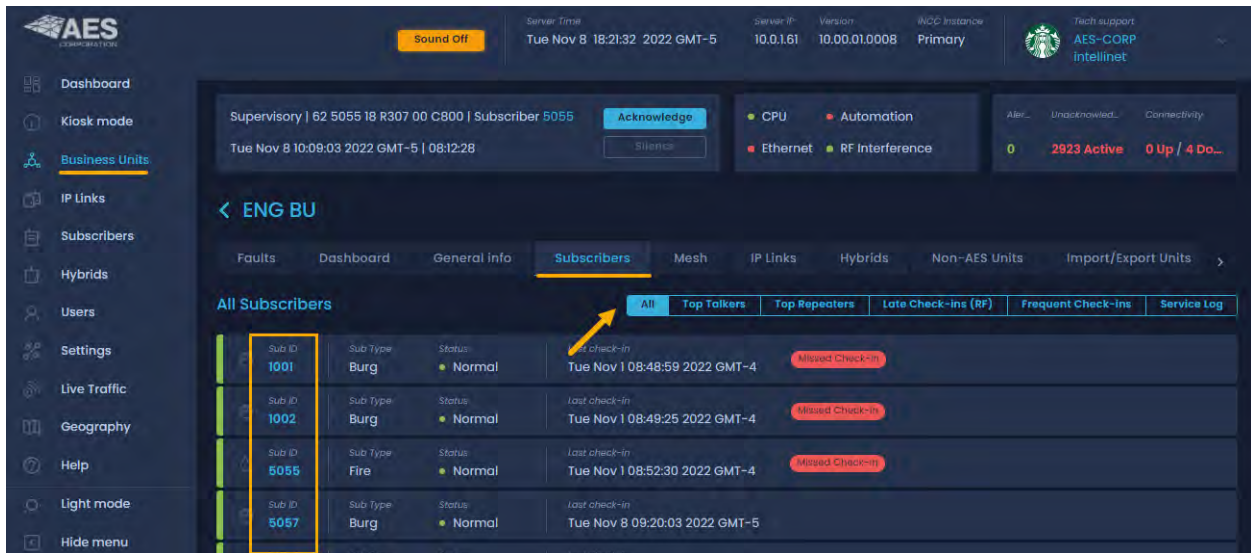 AES
CORPORATION
Sound Off
Server Time
Tue Nov 8 18:21:32 2022 GMT-5
Server IP
10.0.1.61
Version
10.00.01.0008
INCC Instance
Primary
Tech support
AES-CORP
intellinet
Dashboard
Kiosk mode
Business Units
IP Links
Subscribers
Hybrids
Users
Settings
Live Traffic
Geography
Help
Light mode
Hide menu
Supervisory | 62 5055 18 R307 00 C800 | Subscriber 5055
Acknowledge
Tue Nov 8 10:09:03 2022 GMT-5 | 08:12:28
Silence
CPU
Automation
Ethernet
RF Interference
Aler...
0
Unacknowled...
2923 Active
Connectivity
0 Up / 4 Do...
ENG BU
Faults
Dashboard
General info
Subscribers
Mesh
IP Links
Hybrids
Non-AES Units
Import/Export Units
All Subscribers
All
Top Talkers
Top Repeaters
Late Check-ins (RF)
Frequent Check-ins
Service Log
Sub ID
1001
Sub Type
Burg
Status
Normal
Last check-in
Tue Nov 1 08:48:59 2022 GMT-4
Missed Check-in
Sub ID
1002
Sub Type
Burg
Status
Normal
Last check-in
Tue Nov 1 08:49:25 2022 GMT-4
Missed Check-in
Sub ID
5055
Sub Type
Fire
Status
Normal
Last check-in
Tue Nov 1 08:52:30 2022 GMT-4
Missed Check-in
Sub ID
5057
Sub Type
Burg
Status
Normal
Last check-in
Tue Nov 8 09:20:03 2022 GMT-5